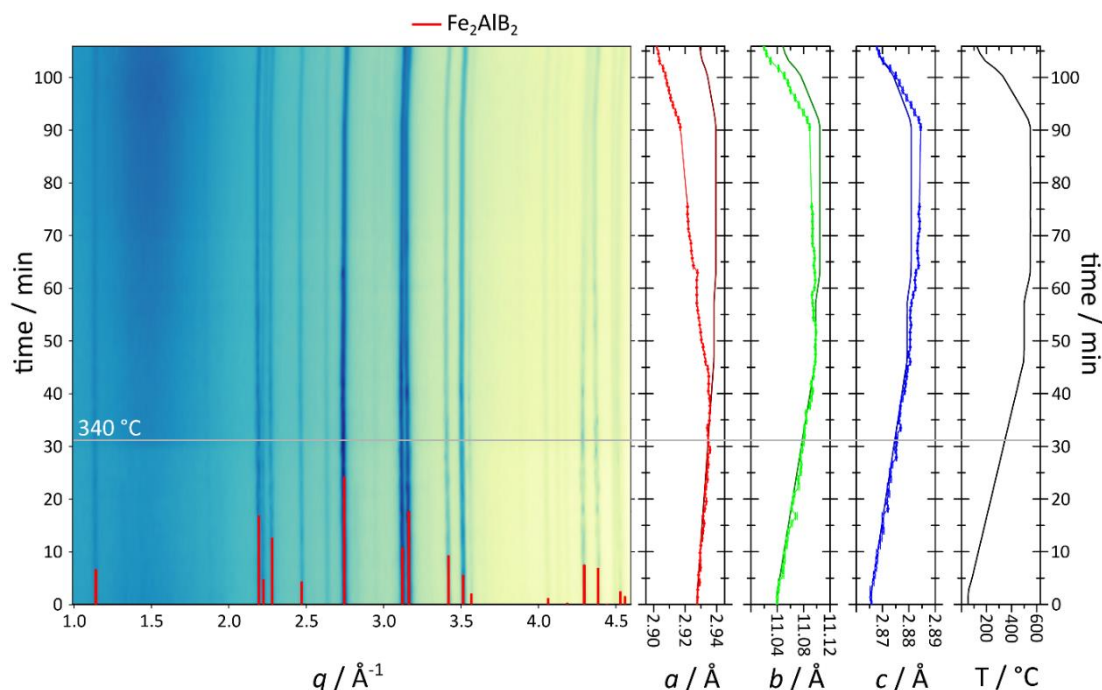 Fe₂AlB₂
time / min
100
90
80
70
60
50
40
30
20
10
0
340 °C
1.0 1.5 2.0 2.5 3.0 3.5 4.0 4.5
q / Å⁻¹
2.90 2.92 2.94
a / Å
11.04 11.08 11.12
b / Å
2.87 2.88 2.89
c / Å
200 400 600
T / °C
100
90
80
70
60
50
40
30
20
10
0
time / min